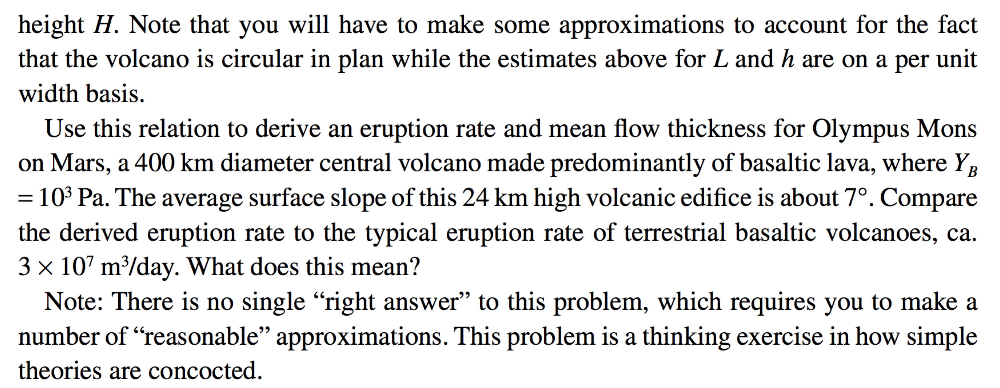 height H. Note that you will have to make some approximations to account for the fact
that the volcano is circular in plan while the estimates above for L and h are on a per unit
width basis.
Use this relation to derive an eruption rate and mean flow thickness for Olympus Mons
on Mars, a 400 km diameter central volcano made predominantly of basaltic lava, where Y_B
= 10³ Pa. The average surface slope of this 24 km high volcanic edifice is about 7°. Compare
the derived eruption rate to the typical eruption rate of terrestrial basaltic volcanoes, ca.
3 × 10⁷ m³/day. What does this mean?
Note: There is no single “right answer” to this problem, which requires you to make a
number of “reasonable” approximations. This problem is a thinking exercise in how simple
theories are concocted.